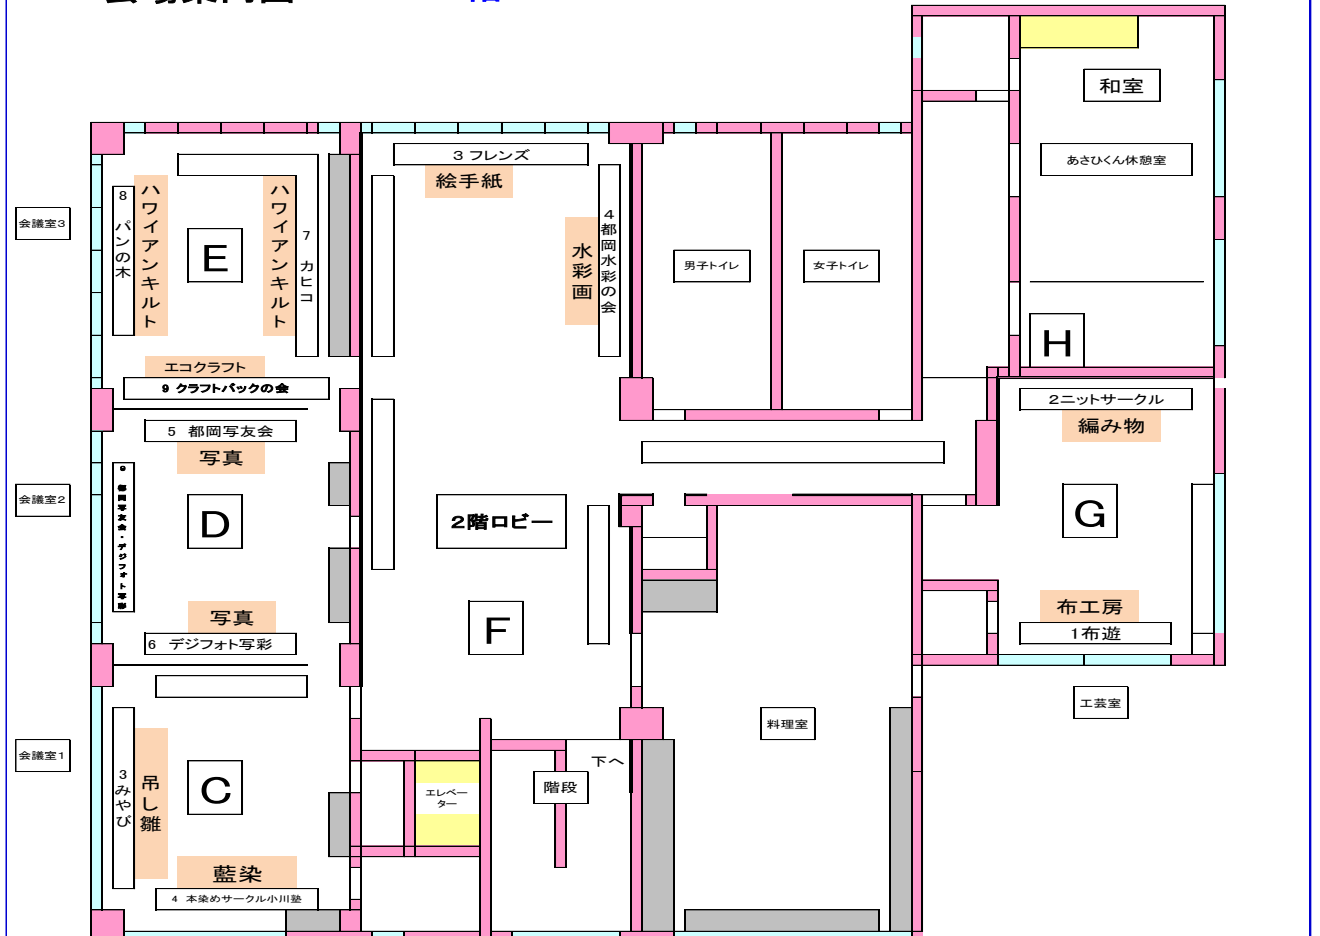 和室
あさひくん休憩室
3 フレンズ
絵手紙
8 パンの木
ハワイアンキルト
E
ハワイアンキルト
7 カヒコ
会議室3
4都岡水彩の会
水彩画
男子トイレ
女子トイレ
H
エコクラフト
9 クラフトバックの会
2ニットサークル
編み物
5 都岡写友会
写真
会議室2
D
2階ロビー
G
写真
6 デジフォト写彩
F
布工房
1布遊
工芸室
料理室
会議室1
3 みやび
吊し雛
C
エレベー
ター
階段
下へ
藍染
4 本染めサークル小川塾